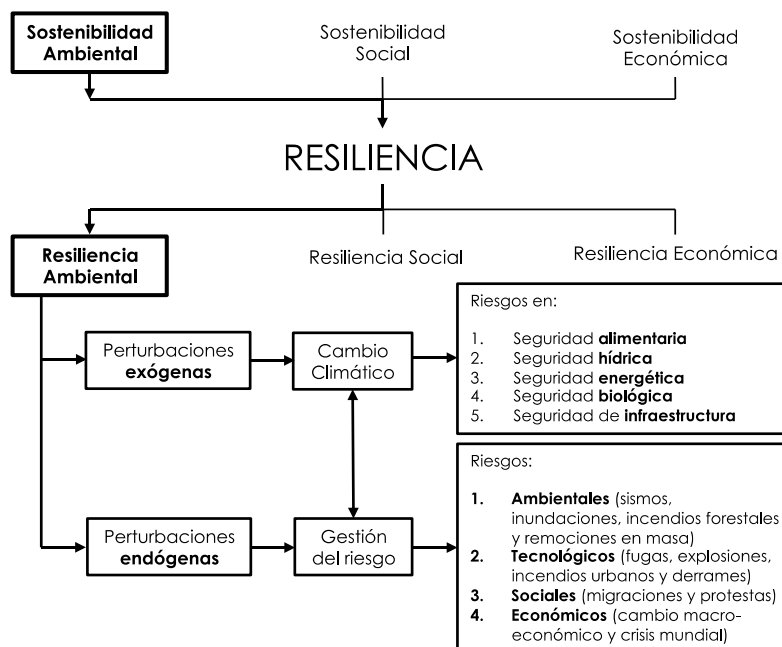 Sostenibilidad
Ambiental
Sostenibilidad
Social
Sostenibilidad
Económica
RESILIENCIA
Resiliencia
Ambiental
Resiliencia Social
Resiliencia Económica
Perturbaciones
exógenas
Cambio
Climático
Riesgos en:
1. Seguridad alimentaria
2. Seguridad hídrica
3. Seguridad energética
4. Seguridad biológica
5. Seguridad de infraestructura
Perturbaciones
endógenas
Gestión
del riesgo
Riesgos:
1. Ambientales (sismos,
inundaciones, incendios forestales
y remociones en masa)
2. Tecnológicos (fugas, explosiones,
incendios urbanos y derrames)
3. Sociales (migraciones y protestas)
4. Económicos (cambio macro-
económico y crisis mundial)